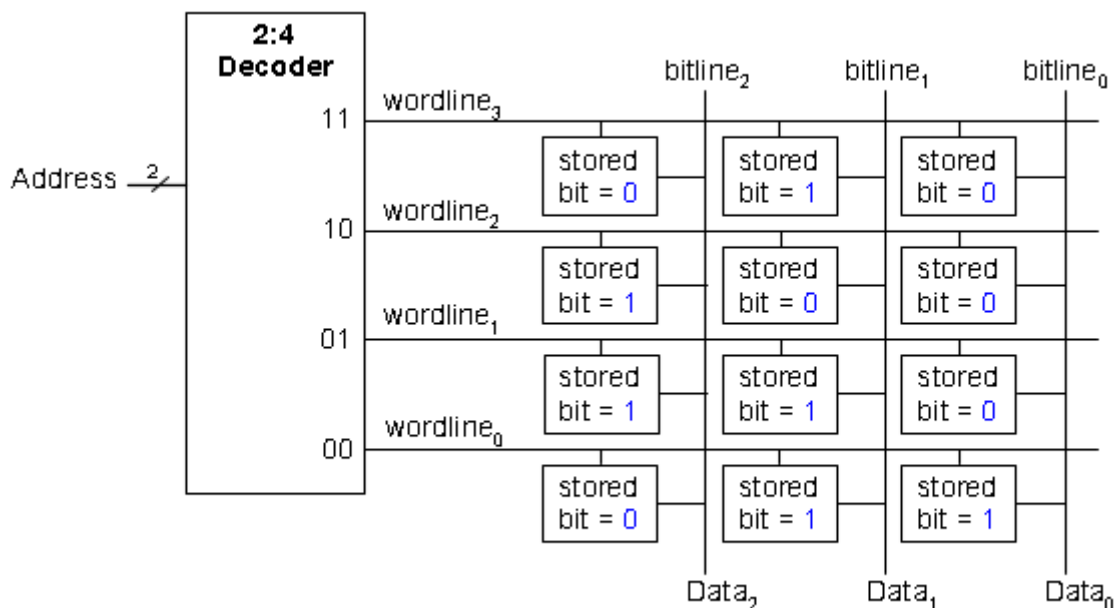 2:4
Decoder
bitline2 bitline1 bitline0
wordline3
11
stored stored stored
bit = 0 bit = 1 bit = 0
Address 2
wordline2
10
stored stored stored
bit = 1 bit = 0 bit = 0
wordline1
01
stored stored stored
bit = 1 bit = 1 bit = 0
wordline0
00
stored stored stored
bit = 0 bit = 1 bit = 1
Data2 Data1 Data0